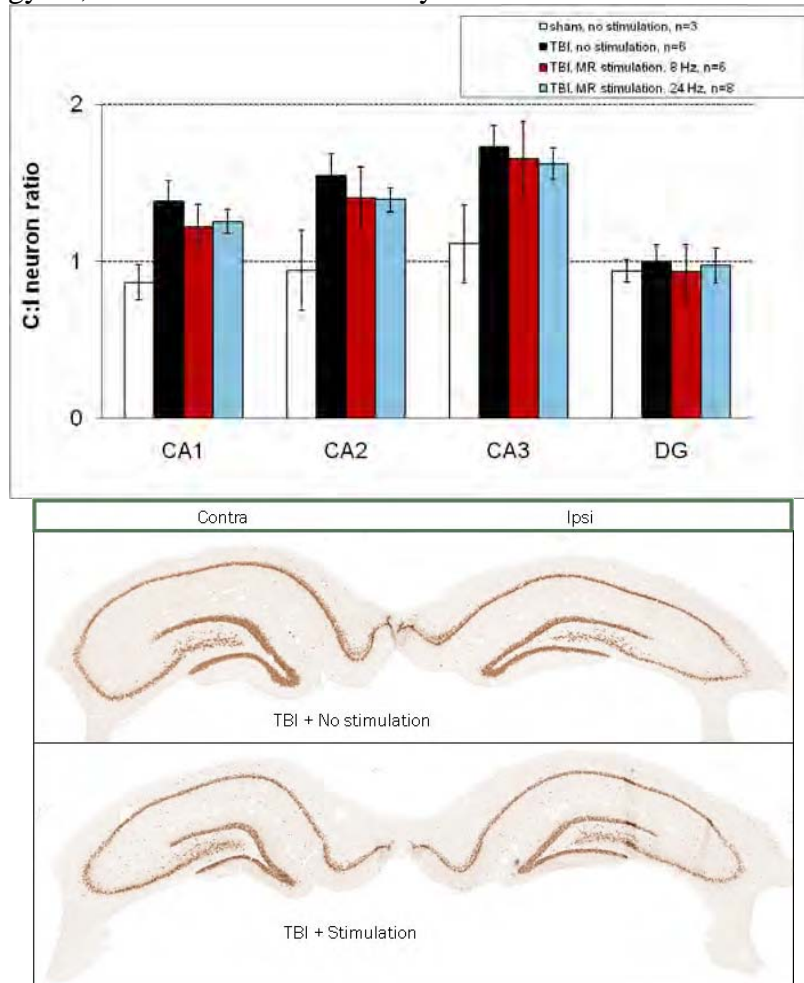 sham, no stimulation, n=3
TBI, no stimulation, n=6
TBI, MR stimulation, 8 Hz, n=6
TBI, MR stimulation, 24 Hz, n=8
2
1
0
C:I neuron ratio
CA1 CA2 CA3 DG
Contra Ipsi
TBI + No stimulation
TBI + Stimulation